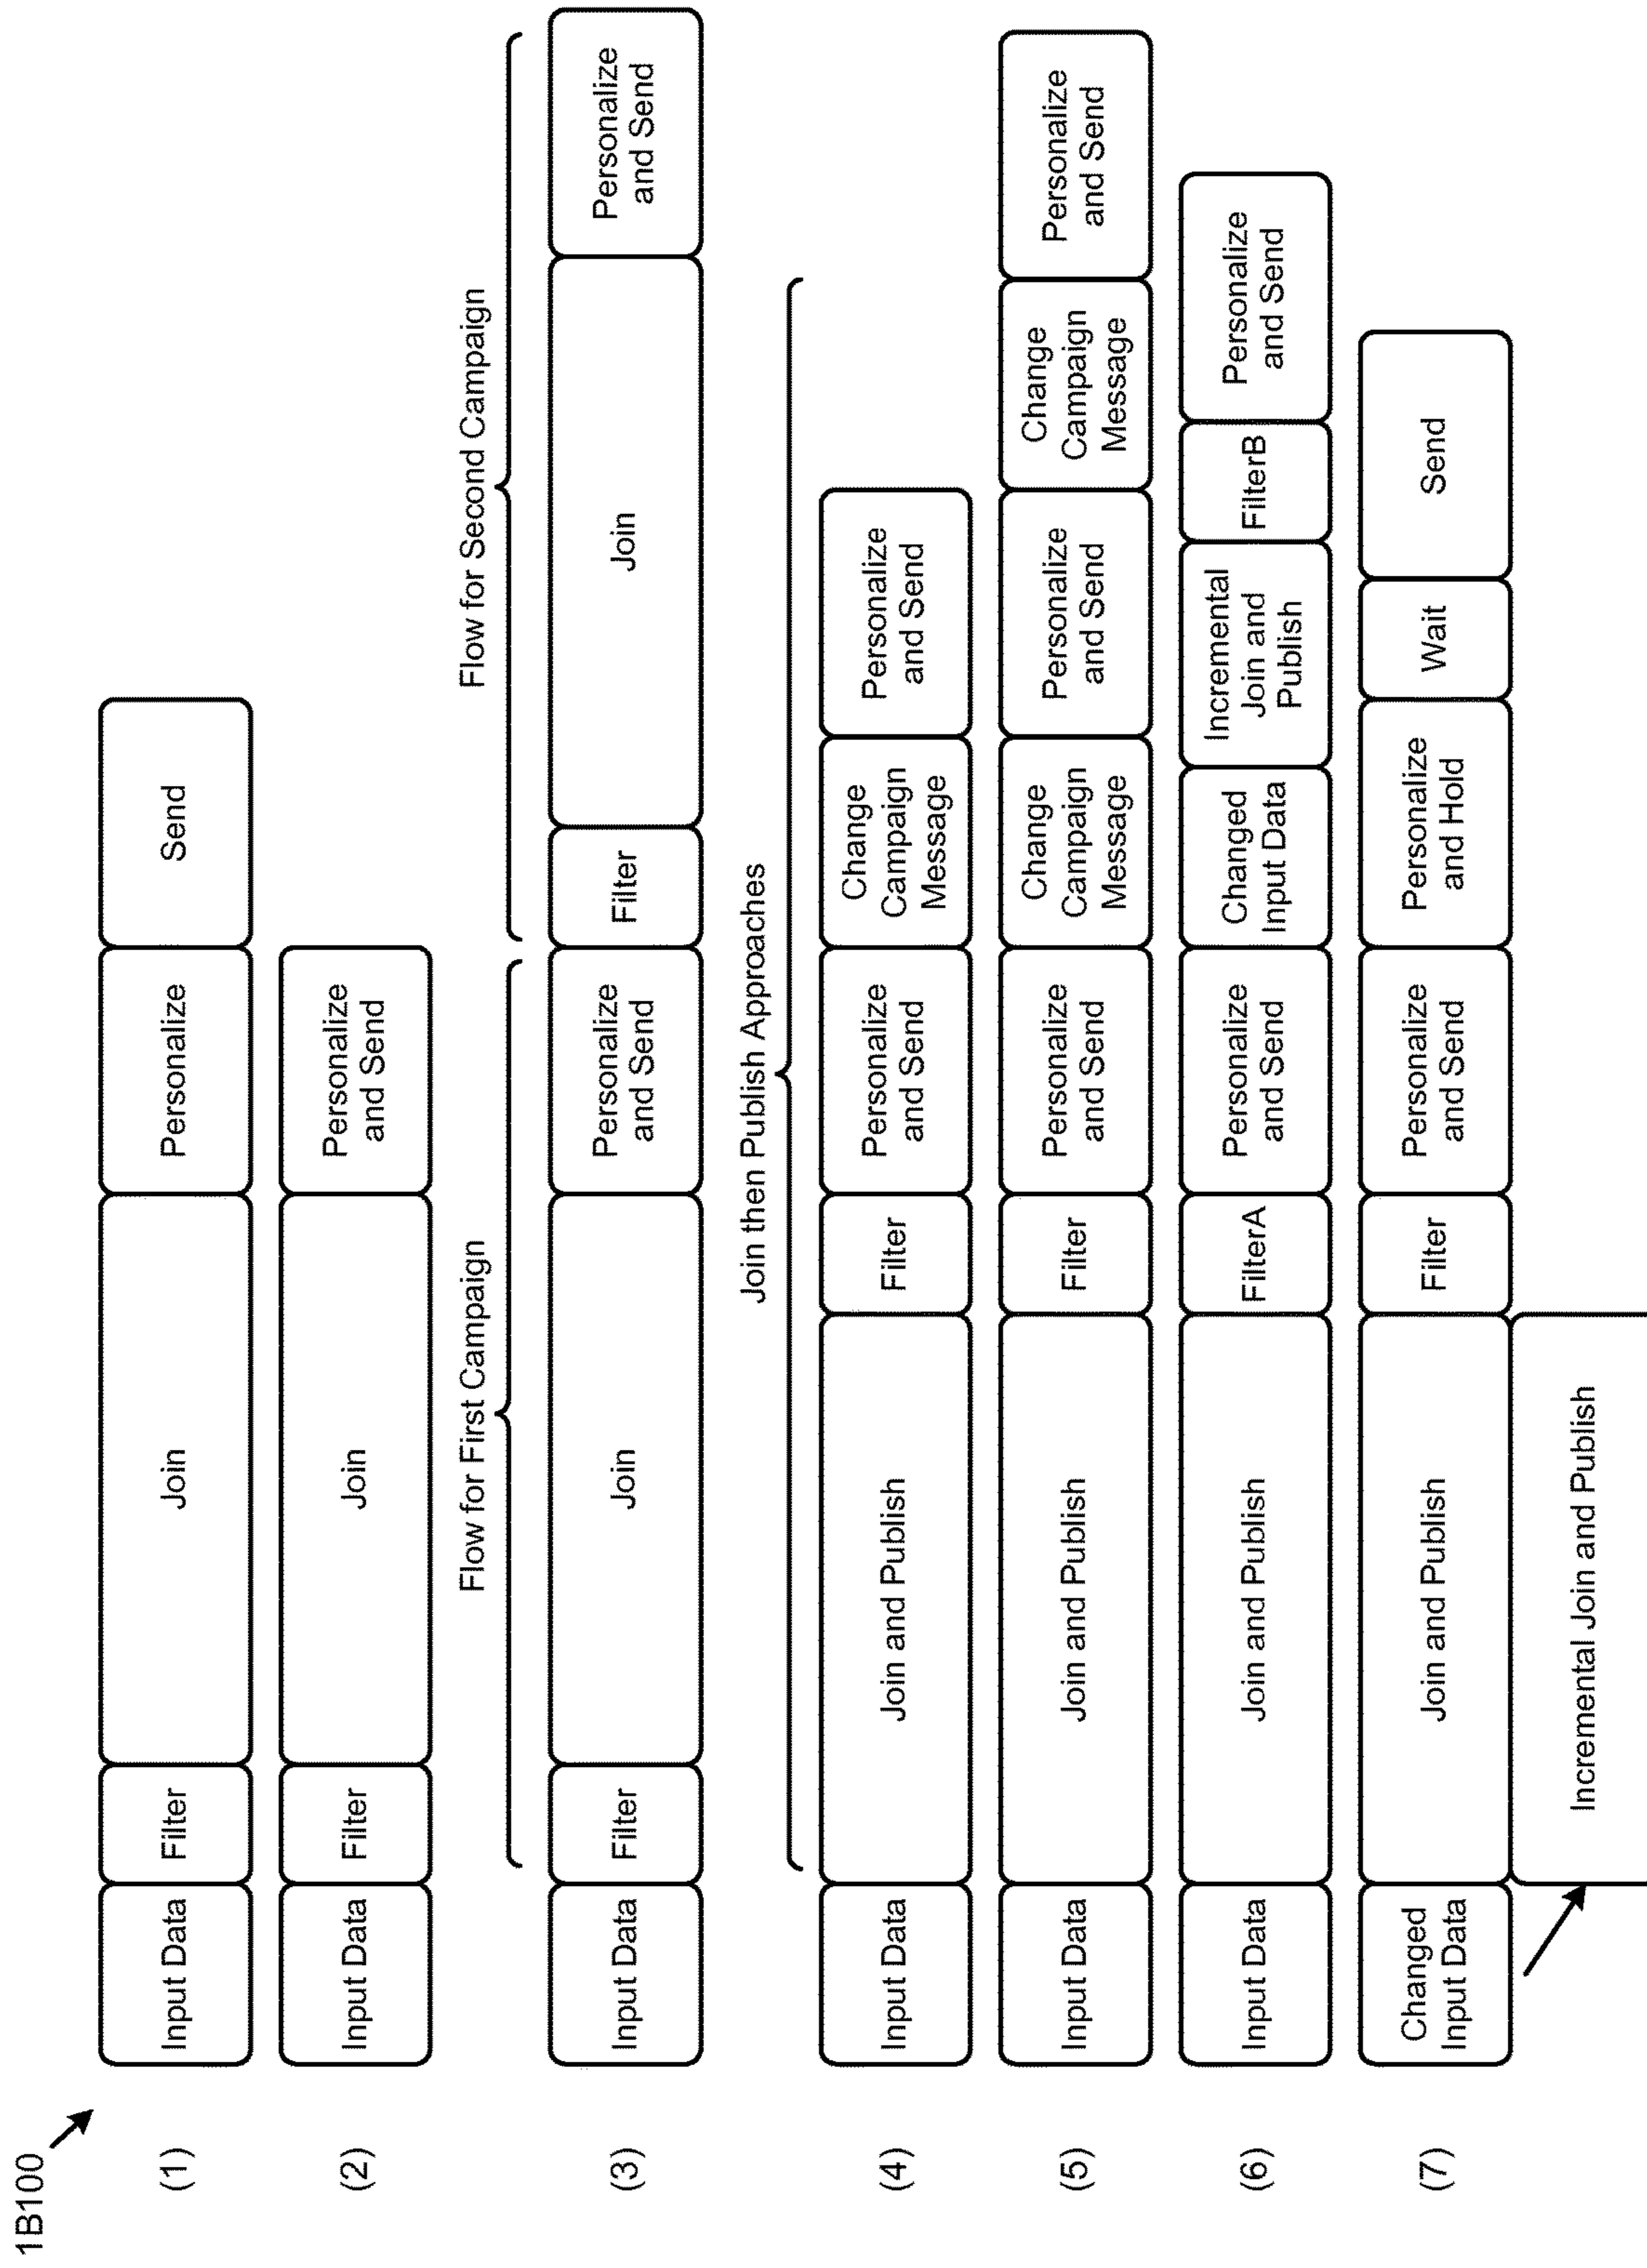 1B100
(1)
Input Data
Filter
Join
Personalize
Send
(2)
Input Data
Filter
Join
Personalize
and Send
Flow for First Campaign
Flow for Second Campaign
(3)
Input Data
Filter
Join
Personalize
and Send
Filter
Join
Personalize
and Send
Join then Publish Approaches
(4)
Input Data
Join and Publish
Filter
Personalize
and Send
Change
Campaign
Message
Personalize
and Send
(5)
Input Data
Join and Publish
Filter
Personalize
and Send
Change
Campaign
Message
Personalize
and Send
Change
Campaign
Message
Personalize
and Send
(6)
Input Data
Join and Publish
FilterA
Personalize
and Send
Changed
Input Data
Incremental
Join and
Publish
FilterB
Personalize
and Send
(7)
Changed
Input Data
Join and Publish
Filter
Personalize
and Send
Personalize
and Hold
Wait
Send
Incremental Join and Publish